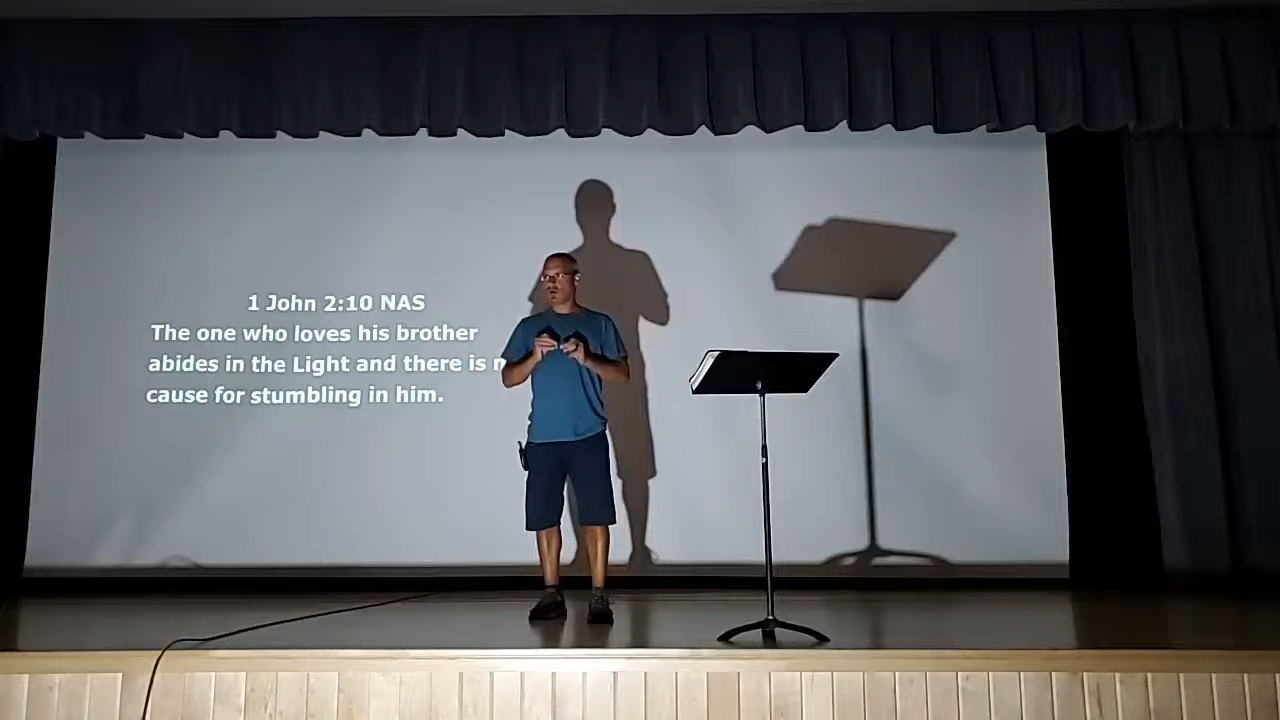 1 John 2:10 NAS
The one who loves his brother
abides in the Light and there is
cause for stumbling in him.